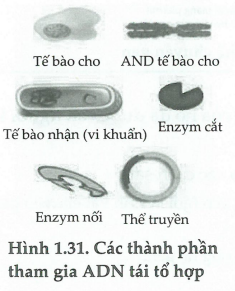 Tế bào cho AND tế bào cho
Tế bào nhận (vi khuẩn) Enzym cắt
Enzym nối Thể truyền
Hình 1.31. Các thành phần
tham gia ADN tái tổ hợp